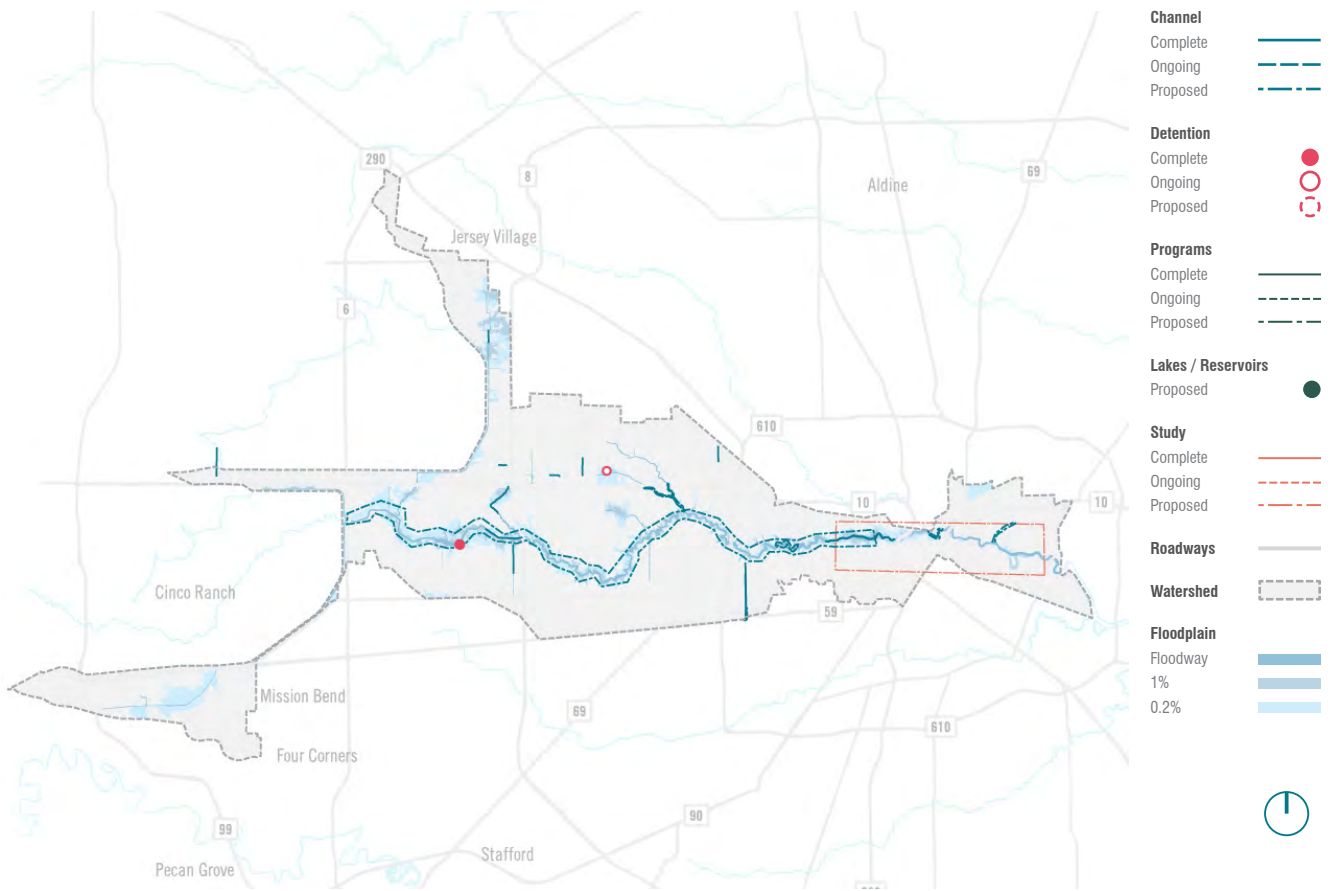 290
8
Aldine
69
Jersey Village
6
610
10
10
Cinco Ranch
59
Mission Bend
69
610
Four Corners
90
99
Stafford
Pecan Grove
Channel
Complete
Ongoing
Proposed
Detention
Complete
Ongoing
Proposed
Programs
Complete
Ongoing
Proposed
Lakes / Reservoirs
Proposed
Study
Complete
Ongoing
Proposed
Roadways
Watershed
Floodplain
Floodway
1%
0.2%